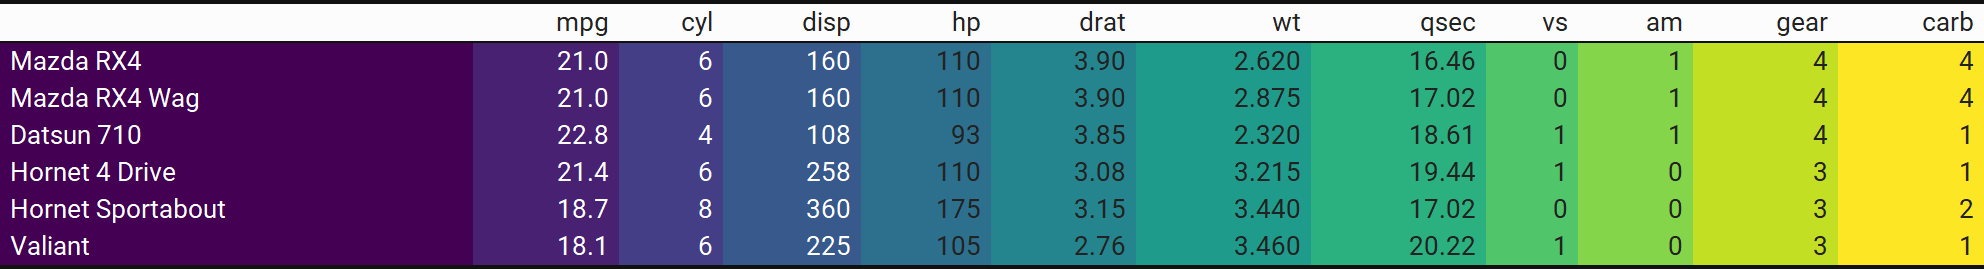 mpg cyl disp hp drat wt qsec vs am gear carb
Mazda RX4 21.0 6 160 110 3.90 2.620 16.46 0 1 4 4
Mazda RX4 Wag 21.0 6 160 110 3.90 2.875 17.02 0 1 4 4
Datsun 710 22.8 4 108 93 3.85 2.320 18.61 1 1 4 1
Hornet 4 Drive 21.4 6 258 110 3.08 3.215 19.44 1 0 3 1
Hornet Sportabout 18.7 8 360 175 3.15 3.440 17.02 0 0 3 2
Valiant 18.1 6 225 105 2.76 3.460 20.22 1 0 3 1